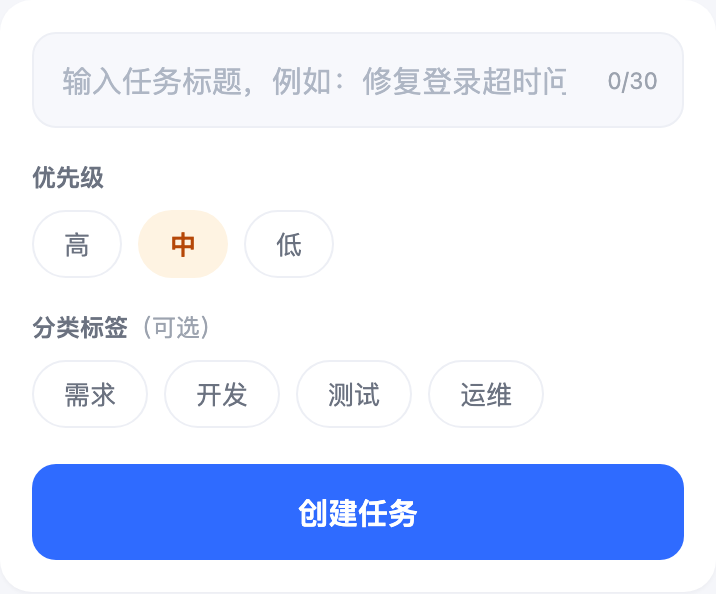 输入任务标题，例如：修复登录超时问 0/30
优先级
高 中 低
分类标签（可选）
需求 开发 测试 运维
创建任务